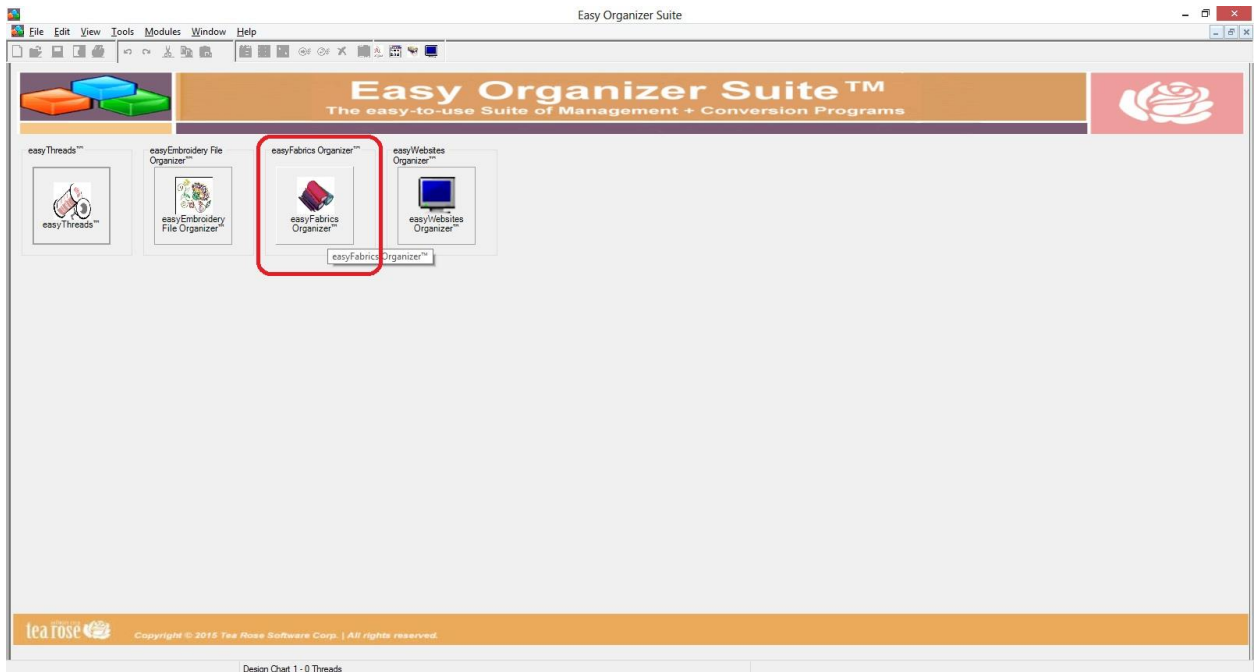 Easy Organizer Suite
File Edit View Tools Modules Window Help
Easy Organizer Suite™
The easy-to-use Suite of Management + Conversion Programs
easyThreads™
easyThreads™
easyEmbroidery File
Organizer™
easyEmbroidery
File Organizer™
easyFabrics Organizer™
easyFabrics
Organizer™
easyFabrics Organizer™
easyWebsites
Organizer™
easyWebsites
Organizer™
tea rose
Copyright © 2015 Tea Rose Software Corp. | All rights reserved.
Design Chart 1 - 0 Threads